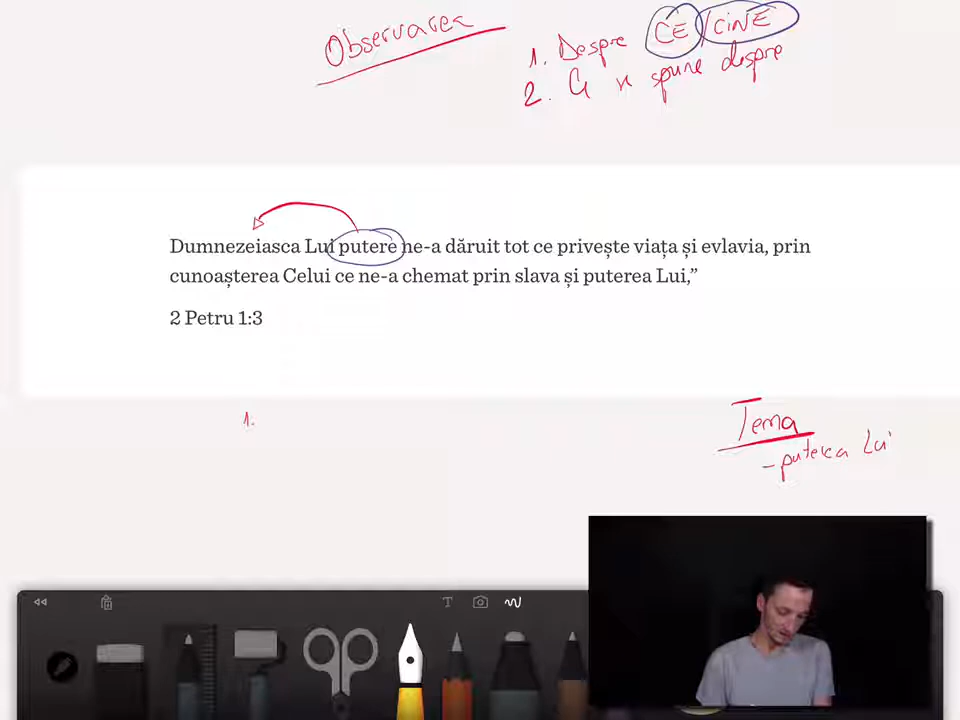 Observarea
1. Despre CE/CiNE
2. Ce se spune despre
Dumnezeiasca Lui putere ne-a dăruit tot ce privește viața și evlavia, prin
cunoașterea Celui ce ne-a chemat prin slava și puterea Lui,”
2 Petru 1:3
1.
Tema
- puterea Lui
T